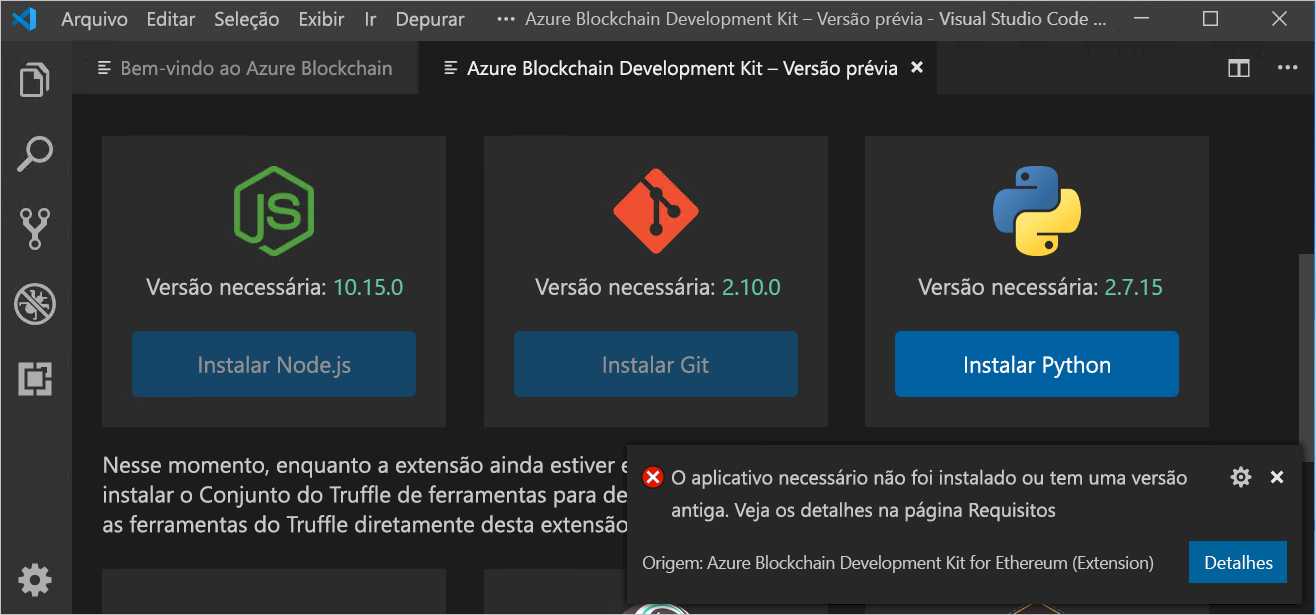 Arquivo Editar Seleção Exibir Ir Depurar ··· Azure Blockchain Development Kit – Versão prévia - Visual Studio Code ...
Bem-vindo ao Azure Blockchain
Azure Blockchain Development Kit – Versão prévia
JS
Versão necessária: 10.15.0
Instalar Node.js
Versão necessária: 2.10.0
Instalar Git
Versão necessária: 2.7.15
Instalar Python
Nesse momento, enquanto a extensão ainda estiver
instalar o Conjunto do Truffle de ferramentas para de
as ferramentas do Truffle diretamente desta extensão
O aplicativo necessário não foi instalado ou tem uma versão
antiga. Veja os detalhes na página Requisitos
Origem: Azure Blockchain Development Kit for Ethereum (Extension)
Detalhes